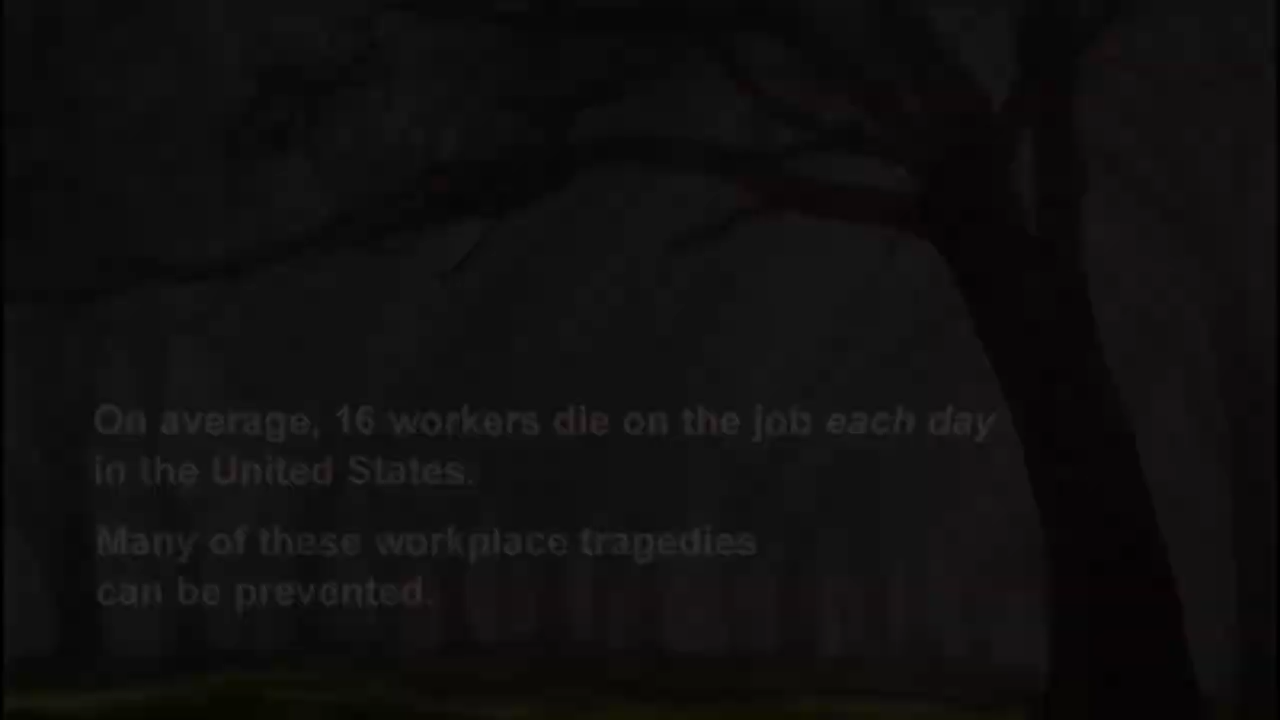 On average, 16 workers die on the job each day
in the United States.
Many of these workplace tragedies
can be prevented.